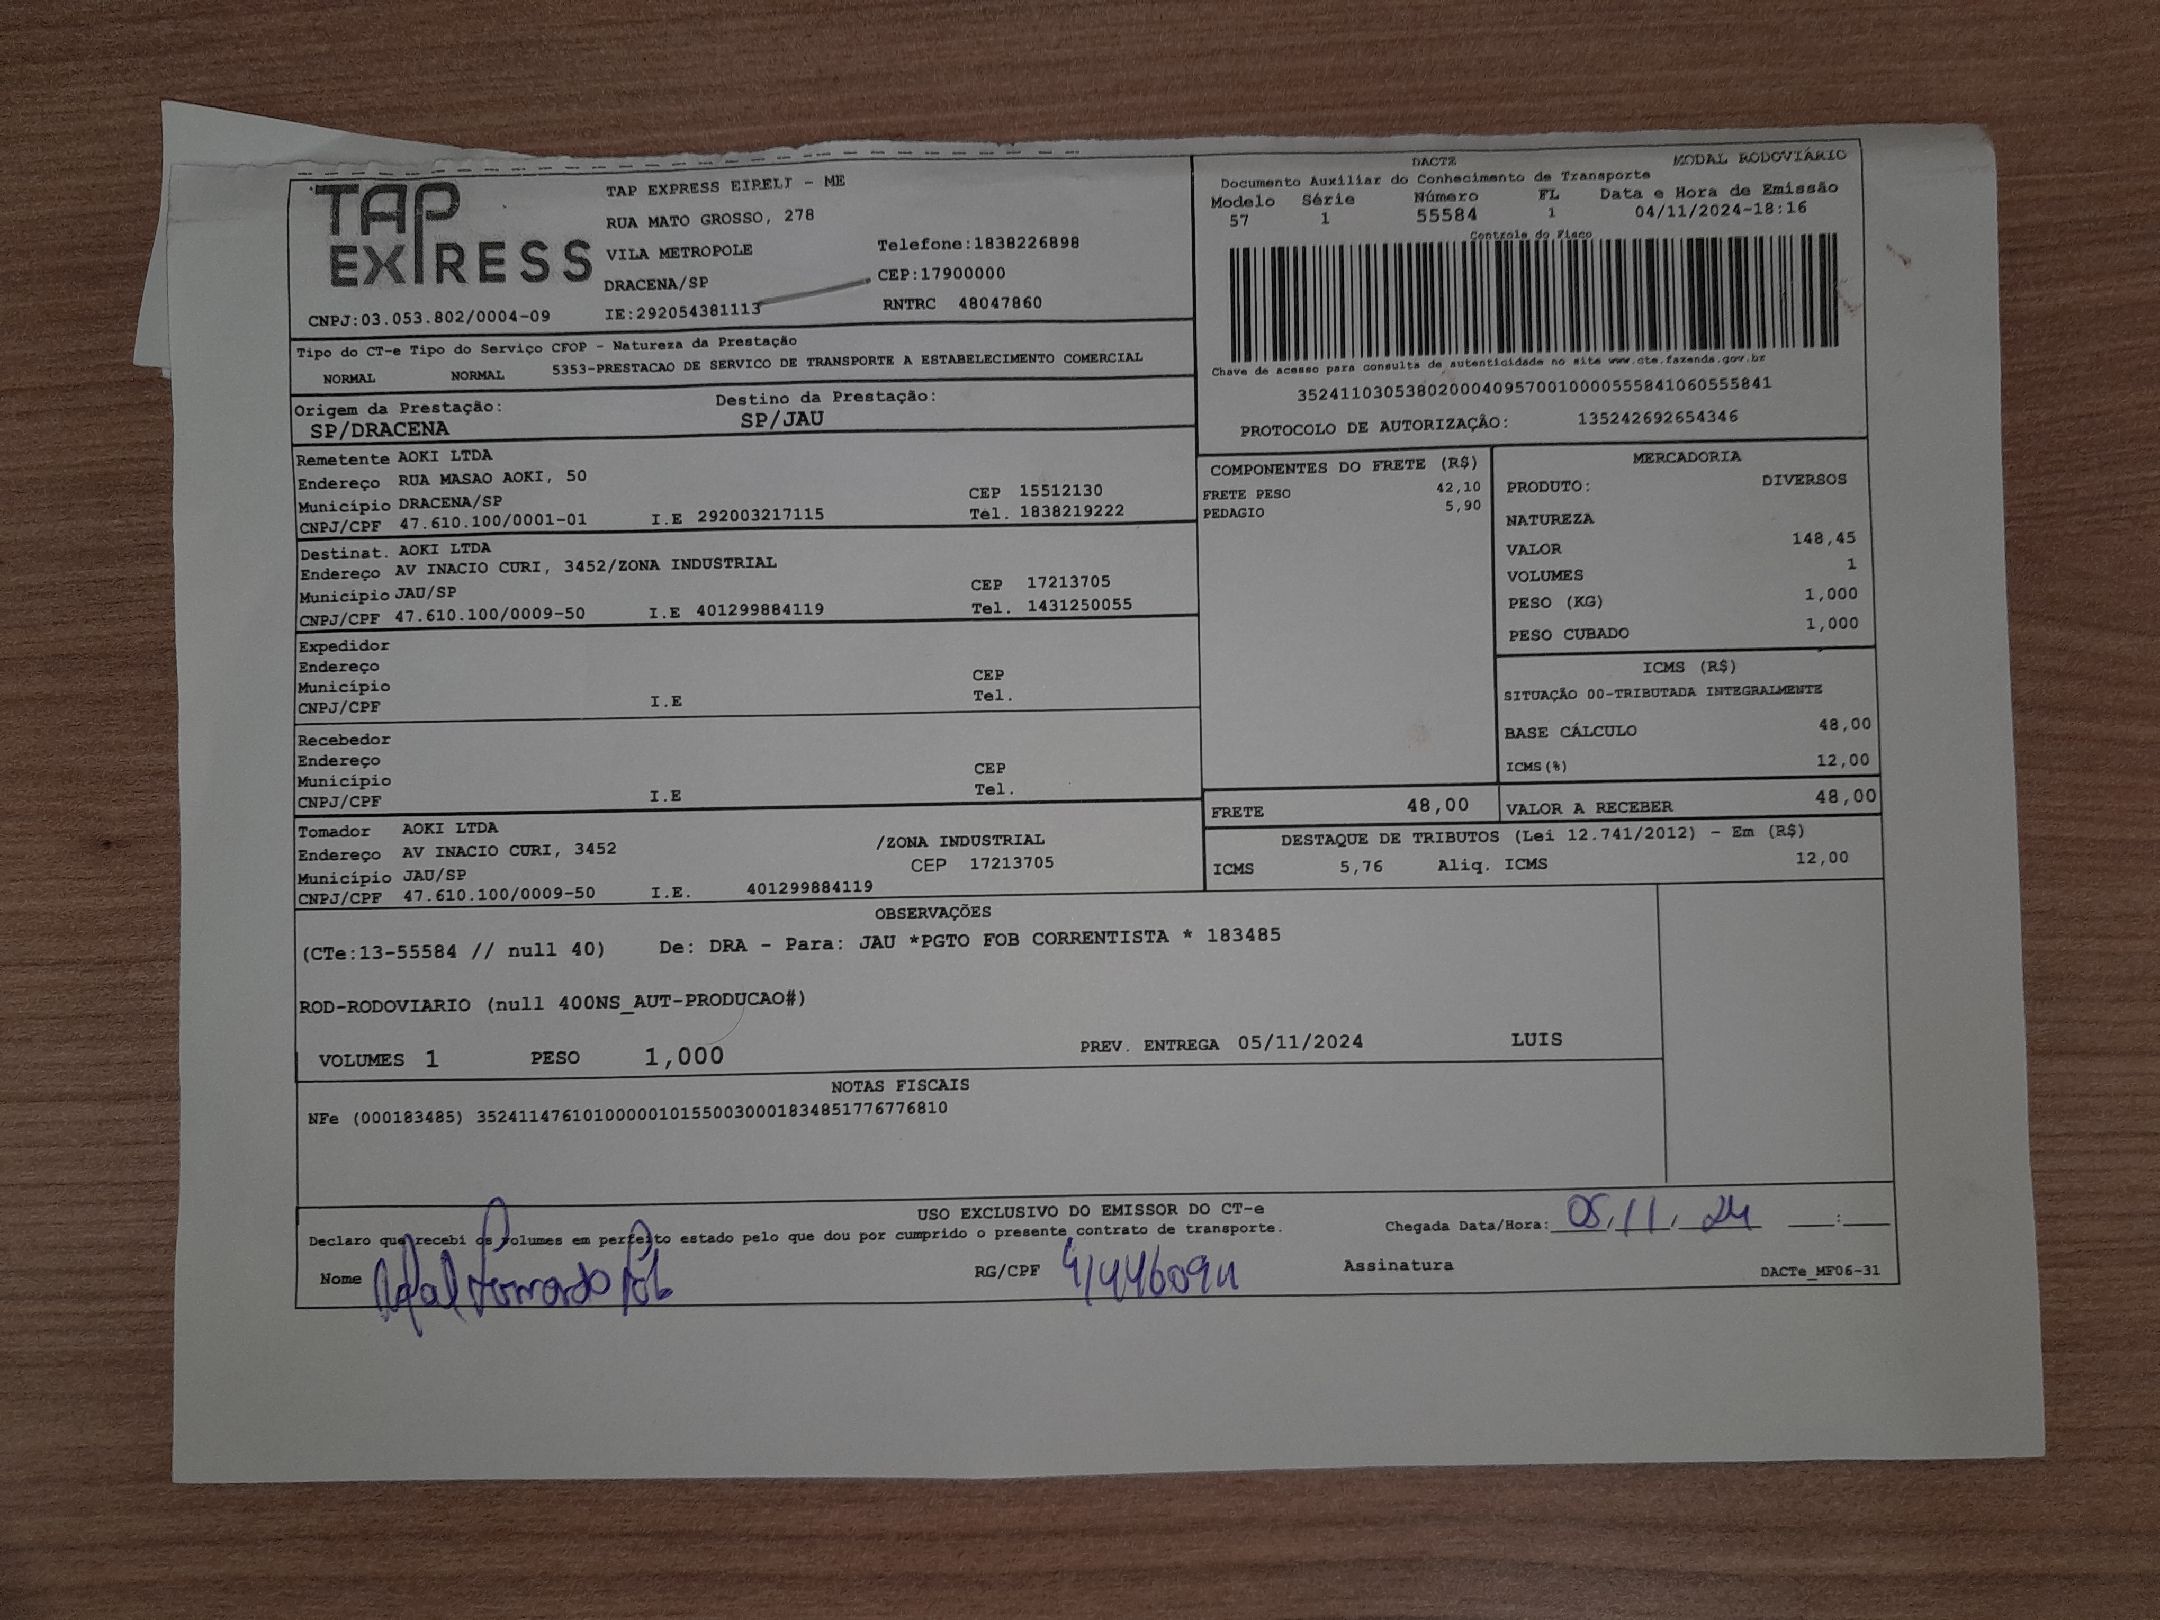 TAP EXPRESS
TAP EXPRESS EIRELI - ME
RUA MATO GROSSO, 278
VILA METROPOLE Telefone:1838226898
DRACENA/SP CEP:17900000
CNPJ:03.053.802/0004-09 IE:292054381113 RNTRC 48047860
DACTE MODAL RODOVIÁRIO
Documento Auxiliar do Conhecimento de Transporte
Modelo Série Número FL Data e Hora de Emissão
57 1 55584 1 04/11/2024-18:16
Controle do Fisco
Chave de acesso para consulta de autenticidade no site www.cte.fazenda.gov.br
35241103053802000409570010000555841060555841
PROTOCOLO DE AUTORIZAÇÃO: 135242692654346
Tipo do CT-e Tipo do Serviço CFOP - Natureza da Prestação
NORMAL NORMAL 5353-PRESTACAO DE SERVICO DE TRANSPORTE A ESTABELECIMENTO COMERCIAL
Origem da Prestação: Destino da Prestação:
SP/DRACENA SP/JAU
Remetente AOKI LTDA
Endereço RUA MASAO AOKI, 50
Município DRACENA/SP CEP 15512130
CNPJ/CPF 47.610.100/0001-01 I.E 292003217115 Tel. 1838219222
Destinat. AOKI LTDA
Endereço AV INACIO CURI, 3452/ZONA INDUSTRIAL
Município JAU/SP CEP 17213705
CNPJ/CPF 47.610.100/0009-50 I.E 401299884119 Tel. 1431250055
Expedidor
Endereço
Município CEP
CNPJ/CPF I.E Tel.
Recebedor
Endereço
Município CEP
CNPJ/CPF I.E Tel.
Tomador AOKI LTDA
Endereço AV INACIO CURI, 3452 /ZONA INDUSTRIAL
Município JAU/SP CEP 17213705
CNPJ/CPF 47.610.100/0009-50 I.E. 401299884119
COMPONENTES DO FRETE (R$)
FRETE PESO 42,10
PEDAGIO 5,90
MERCADORIA
PRODUTO: DIVERSOS
NATUREZA
VALOR 148,45
VOLUMES 1
PESO (KG) 1,000
PESO CUBADO 1,000
ICMS (R$)
SITUAÇÃO 00-TRIBUTADA INTEGRALMENTE
BASE CÁLCULO 48,00
ICMS(%) 12,00
FRETE 48,00 VALOR A RECEBER 48,00
DESTAQUE DE TRIBUTOS (Lei 12.741/2012) - Em (R$)
ICMS 5,76 Aliq. ICMS 12,00
OBSERVAÇÕES
(CTe:13-55584 // null 40) De: DRA - Para: JAU *PGTO FOB CORRENTISTA * 183485
ROD-RODOVIARIO (null 400NS_AUT-PRODUCAO#)
VOLUMES 1 PESO 1,000 PREV. ENTREGA 05/11/2024 LUIS
NOTAS FISCAIS
NFe (000183485) 35241147610100000101550030001834851776776810
USO EXCLUSIVO DO EMISSOR DO CT-e
Declaro que recebi os volumes em perfeito estado pelo que dou por cumprido o presente contrato de transporte. Chegada Data/Hora: 05/11/24 __:__
Nome RG/CPF Assinatura DACTe_MF06-31